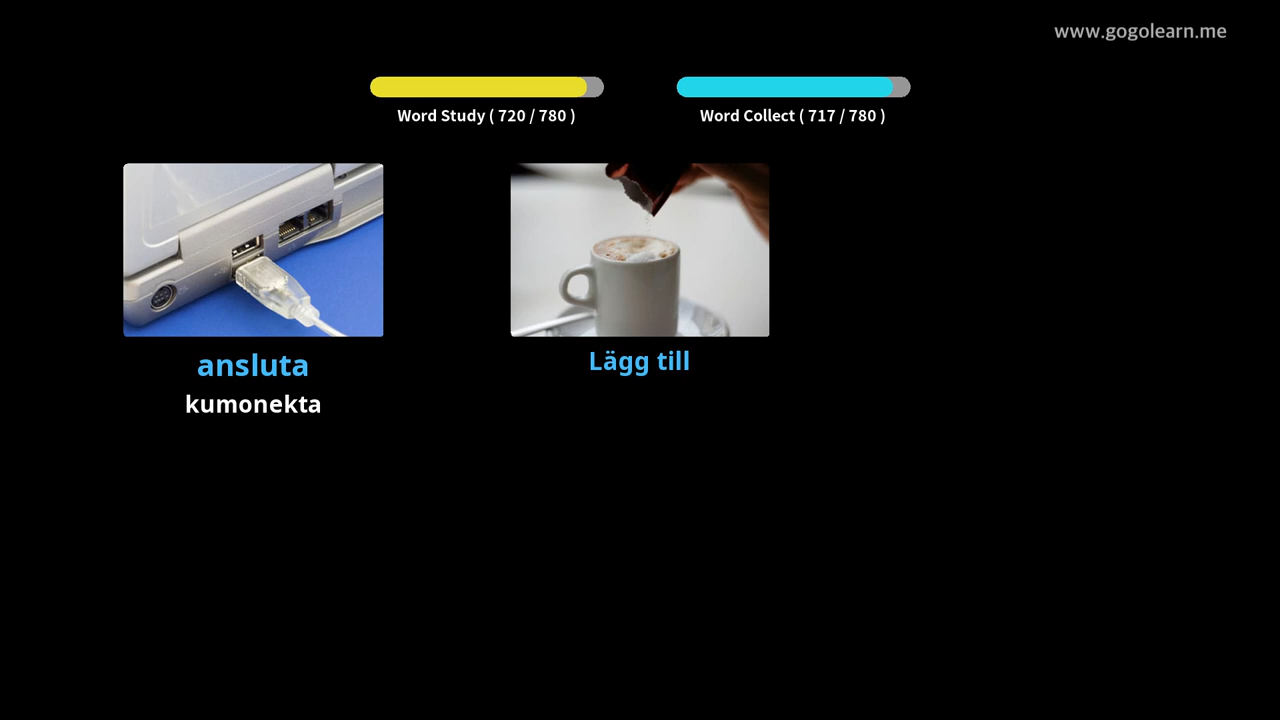 www.gogolearn.me
Word Study ( 720 / 780 )
Word Collect ( 717 / 780 )
ansluta
kumonekta
Lägg till